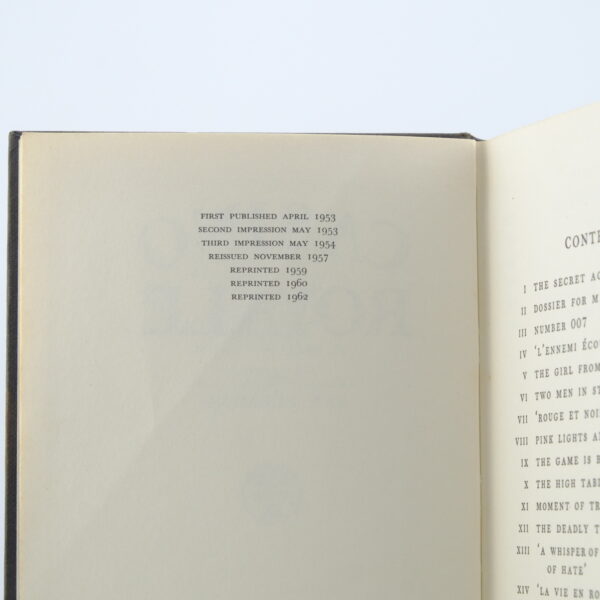 FIRST PUBLISHED APRIL 1953
SECOND IMPRESSION MAY 1953
THIRD IMPRESSION MAY 1954
REISSUED NOVEMBER 1957
REPRINTED 1959
REPRINTED 1960
REPRINTED 1962
CONTE
I THE SECRET AG
II DOSSIER FOR M
III NUMBER 007
IV 'L'ENNEMI ÉCOU
V THE GIRL FROM
VI TWO MEN IN ST
VII 'ROUGE ET NOI
VIII PINK LIGHTS A
IX THE GAME IS B
X THE HIGH TABL
XI MOMENT OF TR
XII THE DEADLY T
XIII 'A WHISPER OF
OF HATE'
XIV 'LA VIE EN RO